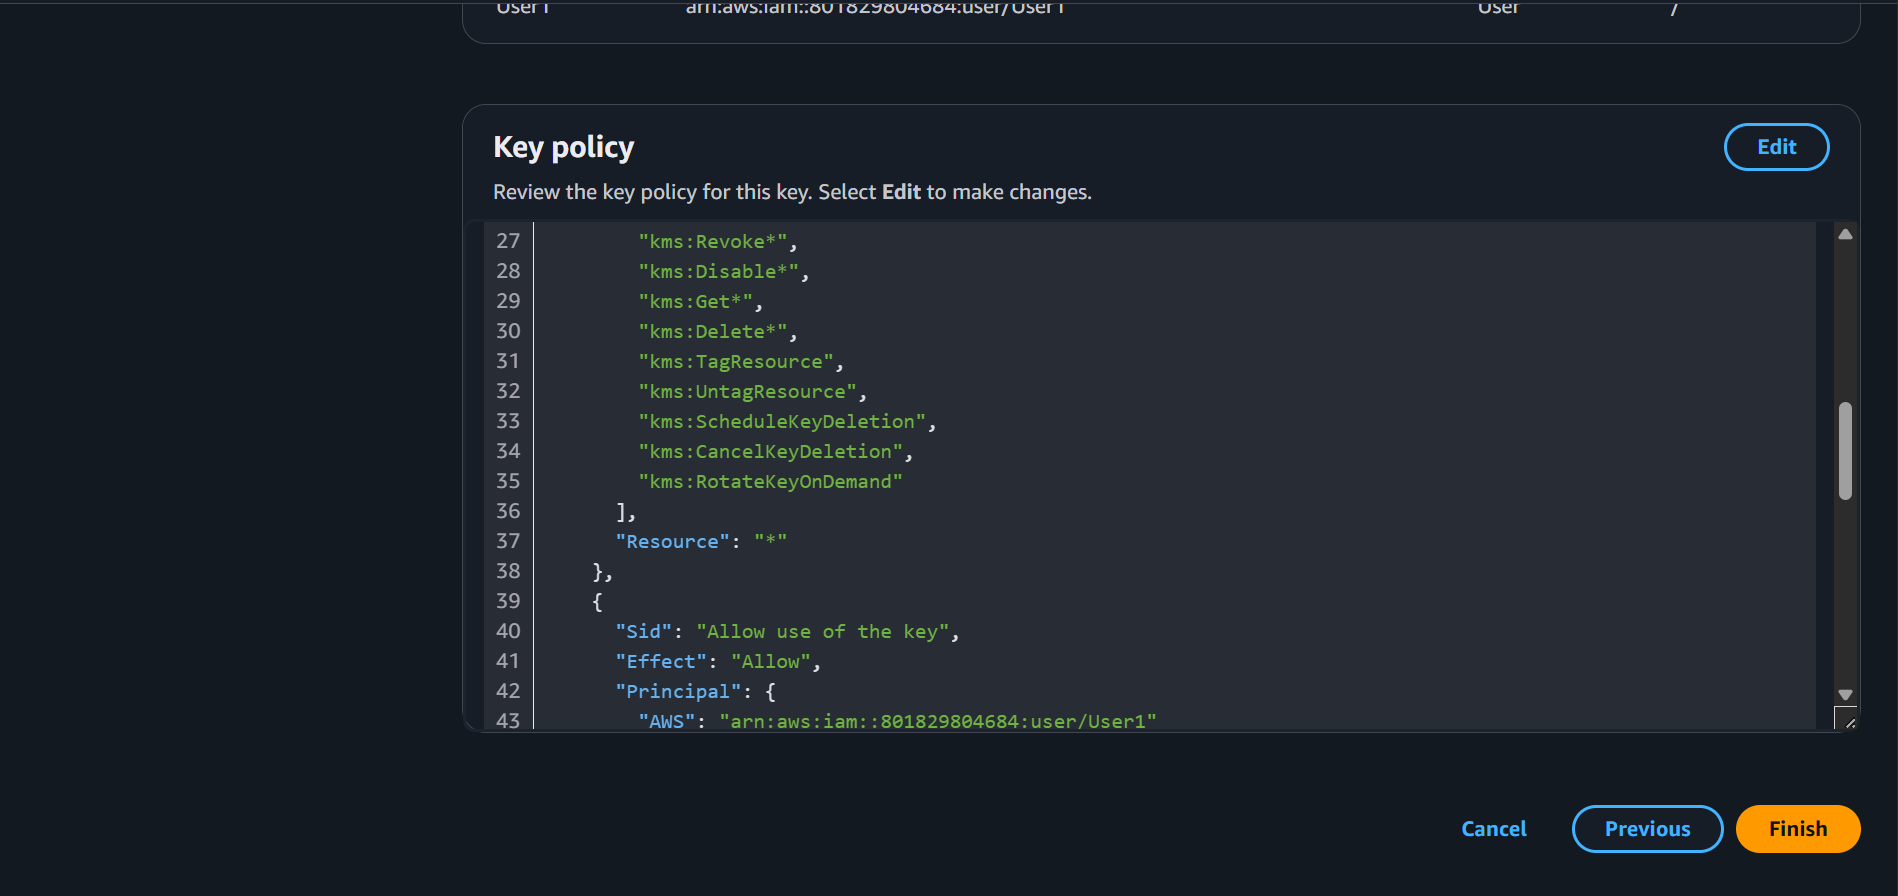 User1 arn:aws:iam::801829804684:user/User1 User /
Key policy
Edit
Review the key policy for this key. Select Edit to make changes.
27 "kms:Revoke*",
28 "kms:Disable*",
29 "kms:Get*",
30 "kms:Delete*",
31 "kms:TagResource",
32 "kms:UntagResource",
33 "kms:ScheduleKeyDeletion",
34 "kms:CancelKeyDeletion",
35 "kms:RotateKeyOnDemand"
36 ],
37 "Resource": "*"
38 },
39 {
40 "Sid": "Allow use of the key",
41 "Effect": "Allow",
42 "Principal": {
43 "AWS": "arn:aws:iam::801829804684:user/User1"
Cancel Previous Finish